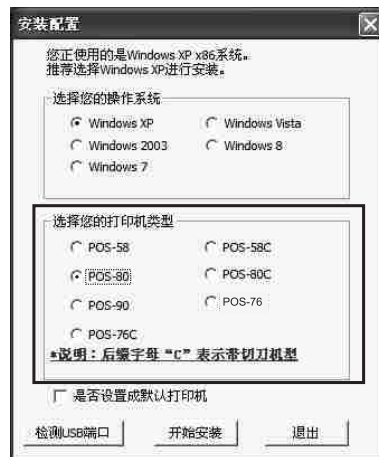 安装配置
您正使用的是Windows XP x86系统。
推荐选择Windows XP进行安装。
选择您的操作系统
Windows XP Windows Vista
Windows 2003 Windows 8
Windows 7
选择您的打印机类型
POS-58 POS-58C
POS-80 POS-80C
POS-90 POS-76
POS-76C
*说明：后缀字母“C”表示带切刀机型
是否设置成默认打印机
检测USB端口 开始安装 退出